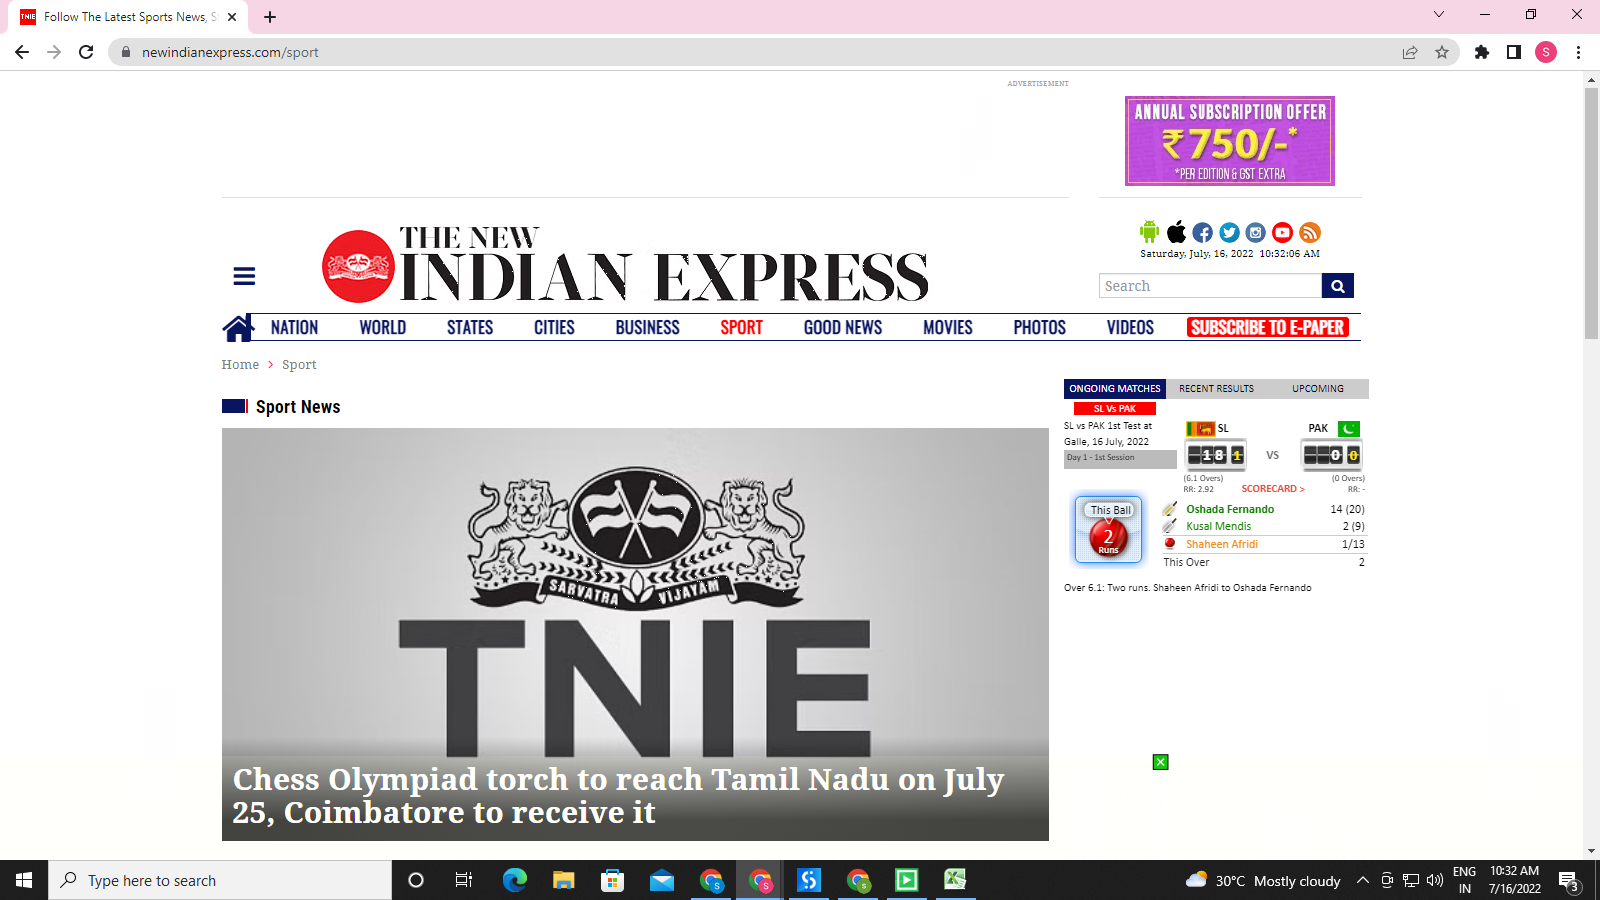 TNIE Follow The Latest Sports News, S
newindianexpress.com/sport
S
ADVERTISEMENT
ANNUAL SUBSCRIPTION OFFER
₹750/-*
*PER EDITION & GST EXTRA
THE NEW
INDIAN EXPRESS
Saturday, July, 16, 2022 10:32:06 AM
Search
NATION WORLD STATES CITIES BUSINESS SPORT GOOD NEWS MOVIES PHOTOS VIDEOS SUBSCRIBE TO E-PAPER
Home > Sport
Sport News
SARVATRA VIJAYAM
TNIE
Chess Olympiad torch to reach Tamil Nadu on July
25, Coimbatore to receive it
ONGOING MATCHES RECENT RESULTS UPCOMING
SL Vs PAK
SL vs PAK 1st Test at
Galle, 16 July, 2022
Day 1 - 1st Session
SL PAK
18 1 VS 0 0
(6.1 Overs) (0 Overs)
RR: 2.92 SCORECARD > RR: -
This Ball
2
Runs
Oshada Fernando 14 (20)
Kusal Mendis 2 (9)
Shaheen Afridi 1/13
This Over 2
Over 6.1: Two runs. Shaheen Afridi to Oshada Fernando
Type here to search
S S S S
30°C Mostly cloudy
ENG
IN
10:32 AM
7/16/2022
3